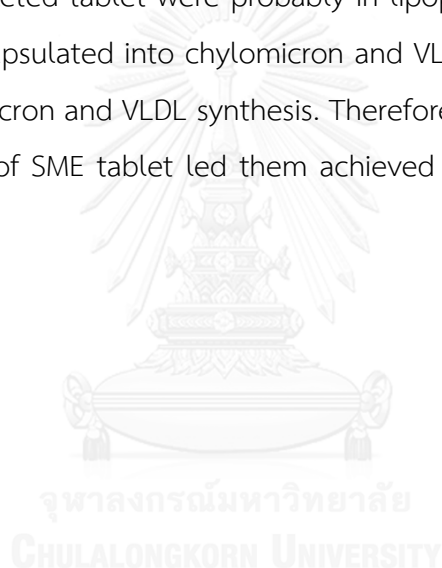 eted tablet were probably in lipop
psulated into chylomicron and VL
icron and VLDL synthesis. Therefore
of SME tablet led them achieved
จุฬาลงกรณ์มหาวิทยาลัย
CHULALONGKORN UNIVERSITY